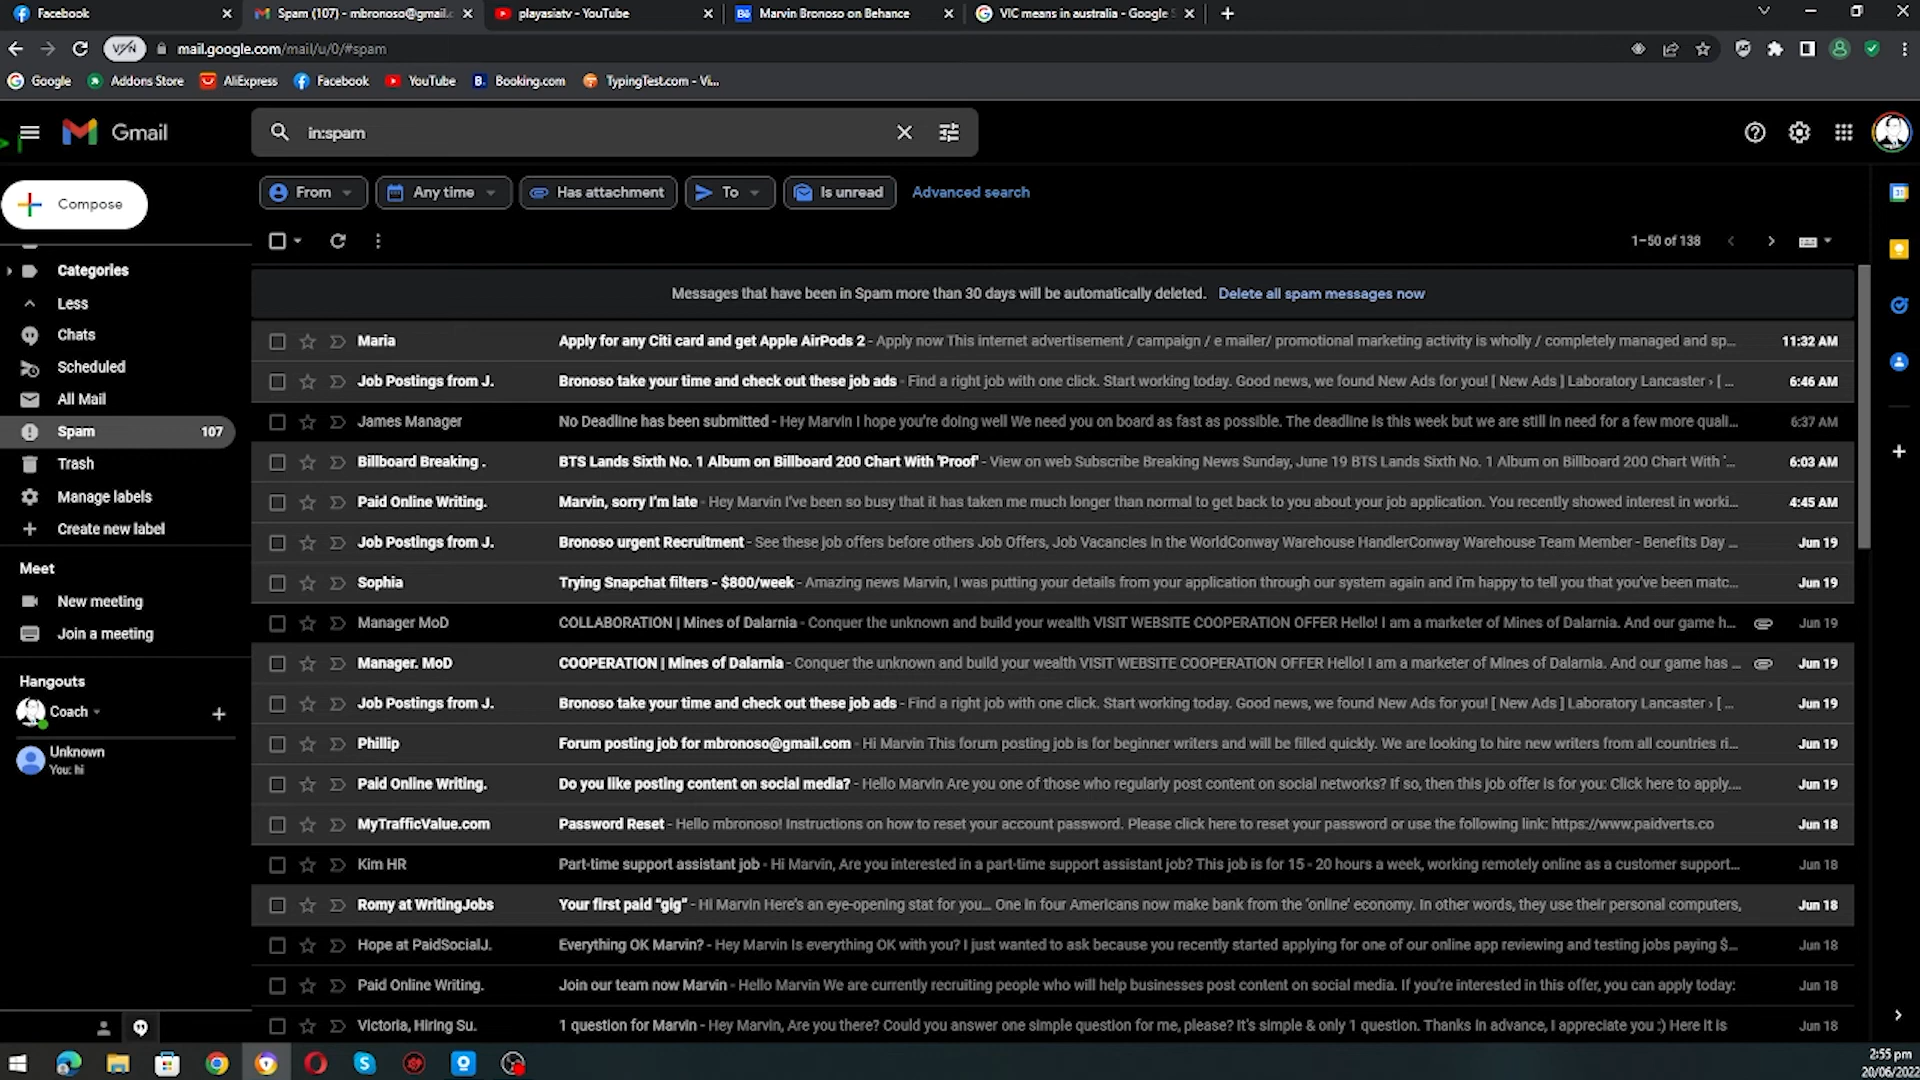 Facebook
Spam (107) - mbronoso@gmail.c
playasiatv - YouTube
Bē Marvin Bronoso on Behance
VIC means in australia - Google S
VPN
mail.google.com/mail/u/0/#spam
Google
Addons Store
AliExpress
Facebook
YouTube
B. Booking.com
TypingTest.com - Vi...
Gmail
in:spam
Compose
From
Any time
Has attachment
To
Is unread
Advanced search
1–50 of 138
Categories
Less
Chats
Scheduled
All Mail
Spam 107
Trash
Manage labels
Create new label
Meet
New meeting
Join a meeting
Hangouts
Coach
Unknown
You: hi
Messages that have been in Spam more than 30 days will be automatically deleted. Delete all spam messages now
Maria Apply for any Citi card and get Apple AirPods 2 - Apply now This internet advertisement / campaign / e mailer/ promotional marketing activity is wholly / completely managed and sp... 11:32 AM
Job Postings from J. Bronoso take your time and check out these job ads - Find a right job with one click. Start working today. Good news, we found New Ads for you! [ New Ads ] Laboratory Lancaster › [ ... 6:46 AM
James Manager No Deadline has been submitted - Hey Marvin I hope you're doing well We need you on board as fast as possible. The deadline is this week but we are still in need for a few more quali... 6:37 AM
Billboard Breaking . BTS Lands Sixth No. 1 Album on Billboard 200 Chart With 'Proof' - View on web Subscribe Breaking News Sunday, June 19 BTS Lands Sixth No. 1 Album on Billboard 200 Chart With '... 6:03 AM
Paid Online Writing. Marvin, sorry I'm late - Hey Marvin I've been so busy that it has taken me much longer than normal to get back to you about your job application. You recently showed interest in worki... 4:45 AM
Job Postings from J. Bronoso urgent Recruitment - See these job offers before others Job Offers, Job Vacancies in the WorldConway Warehouse HandlerConway Warehouse Team Member - Benefits Day ... Jun 19
Sophia Trying Snapchat filters - $800/week - Amazing news Marvin, I was putting your details from your application through our system again and i'm happy to tell you that you've been matc... Jun 19
Manager MoD COLLABORATION | Mines of Dalarnia - Conquer the unknown and build your wealth VISIT WEBSITE COOPERATION OFFER Hello! I am a marketer of Mines of Dalarnia. And our game h... Jun 19
Manager. MoD COOPERATION | Mines of Dalarnia - Conquer the unknown and build your wealth VISIT WEBSITE COOPERATION OFFER Hello! I am a marketer of Mines of Dalarnia. And our game has ... Jun 19
Job Postings from J. Bronoso take your time and check out these job ads - Find a right job with one click. Start working today. Good news, we found New Ads for you! [ New Ads ] Laboratory Lancaster › [ ... Jun 19
Phillip Forum posting job for mbronoso@gmail.com - Hi Marvin This forum posting job is for beginner writers and will be filled quickly. We are looking to hire new writers from all countries ri... Jun 19
Paid Online Writing. Do you like posting content on social media? - Hello Marvin Are you one of those who regularly post content on social networks? If so, then this job offer is for you: Click here to apply.... Jun 19
MyTrafficValue.com Password Reset - Hello mbronoso! Instructions on how to reset your account password. Please click here to reset your password or use the following link: https://www.paidverts.co Jun 18
Kim HR Part-time support assistant job - Hi Marvin, Are you interested in a part-time support assistant job? This job is for 15 - 20 hours a week, working remotely online as a customer support... Jun 18
Romy at WritingJobs Your first paid “gig” - Hi Marvin Here's an eye-opening stat for you... One in four Americans now make bank from the 'online' economy. In other words, they use their personal computers, Jun 18
Hope at PaidSocialJ. Everything OK Marvin? - Hey Marvin Is everything OK with you? I just wanted to ask because you recently started applying for one of our online app reviewing and testing jobs paying $... Jun 18
Paid Online Writing. Join our team now Marvin - Hello Marvin We are currently recruiting people who will help businesses post content on social media. If you're interested in this offer, you can apply today: Jun 18
Victoria, Hiring Su. 1 question for Marvin - Hey Marvin, Are you there? Could you answer one simple question for me, please? It's simple & only 1 question. Thanks in advance, I appreciate you :) Here it is Jun 18
2:55 pm
20/06/2022